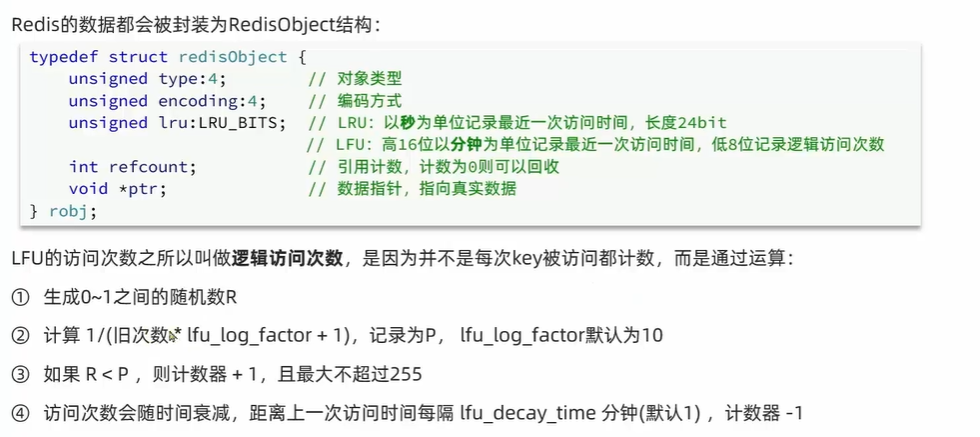 Redis的数据都会被封装为RedisObject结构：
typedef struct redisObject {
    unsigned type:4;        // 对象类型
    unsigned encoding:4;    // 编码方式
    unsigned lru:LRU_BITS;  // LRU：以秒为单位记录最近一次访问时间，长度24bit
                            // LFU：高16位以分钟为单位记录最近一次访问时间，低8位记录逻辑访问次数
    int refcount;           // 引用计数，计数为0则可以回收
    void *ptr;              // 数据指针，指向真实数据
} robj;
LFU的访问次数之所以叫做逻辑访问次数，是因为并不是每次key被访问都计数，而是通过运算：
① 生成0~1之间的随机数R
② 计算 1/(旧次数* lfu_log_factor + 1)，记录为P， lfu_log_factor默认为10
③ 如果 R < P ，则计数器 + 1，且最大不超过255
④ 访问次数会随时间衰减，距离上一次访问时间每隔 lfu_decay_time 分钟(默认1) ，计数器 -1